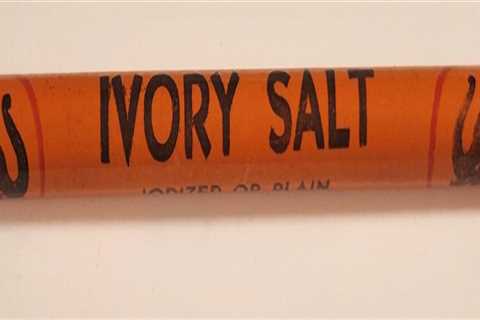 IVORY SALT
IODIZED OR PLAIN